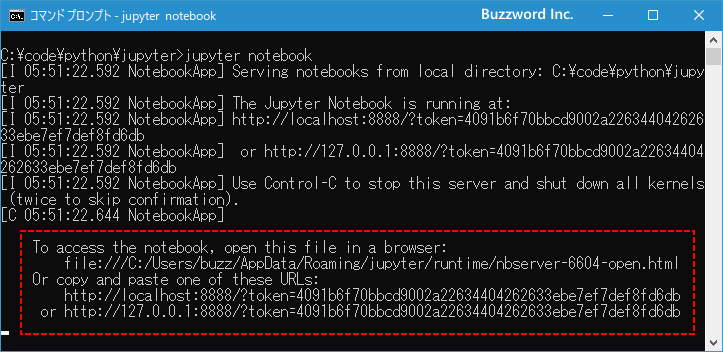 コマンド プロンプト - jupyter notebook
Buzzword Inc.
C:¥code¥python¥jupyter>jupyter notebook
[I 05:51:22.592 NotebookApp] Serving notebooks from local directory: C:¥code¥python¥jupy
ter
[I 05:51:22.592 NotebookApp] The Jupyter Notebook is running at:
[I 05:51:22.592 NotebookApp] http://localhost:8888/?token=4091b6f70bbcd9002a226344042626
33ebe7ef7def8fd6db
[I 05:51:22.592 NotebookApp]  or http://127.0.0.1:8888/?token=4091b6f70bbcd9002a22634404
262633ebe7ef7def8fd6db
[I 05:51:22.592 NotebookApp] Use Control-C to stop this server and shut down all kernels
 (twice to skip confirmation).
[C 05:51:22.644 NotebookApp]
To access the notebook, open this file in a browser:
file:///C:/Users/buzz/AppData/Roaming/jupyter/runtime/nbserver-6604-open.html
Or copy and paste one of these URLs:
http://localhost:8888/?token=4091b6f70bbcd9002a22634404262633ebe7ef7def8fd6db
or http://127.0.0.1:8888/?token=4091b6f70bbcd9002a22634404262633ebe7ef7def8fd6db